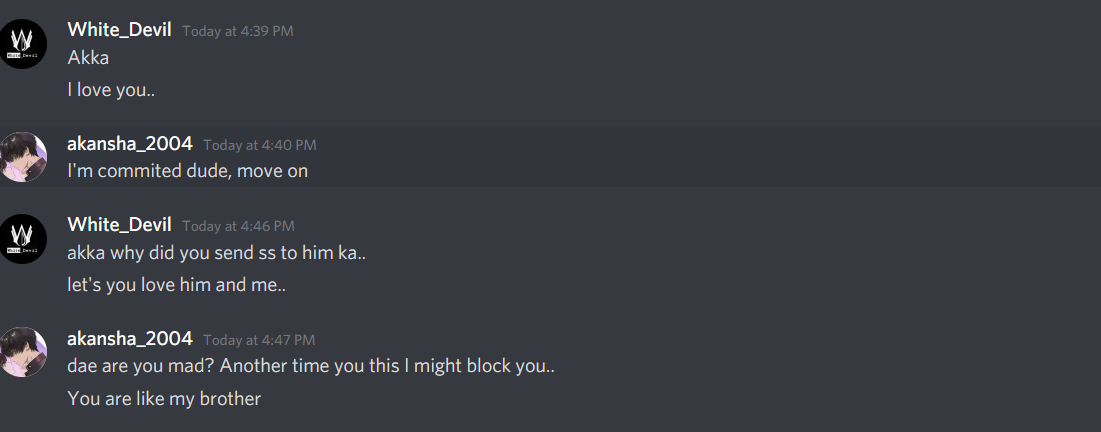 White_Devil Today at 4:39 PM
Akka
I love you..
akansha_2004 Today at 4:40 PM
I'm commited dude, move on
White_Devil Today at 4:46 PM
akka why did you send ss to him ka..
let's you love him and me..
akansha_2004 Today at 4:47 PM
dae are you mad? Another time you this I might block you..
You are like my brother